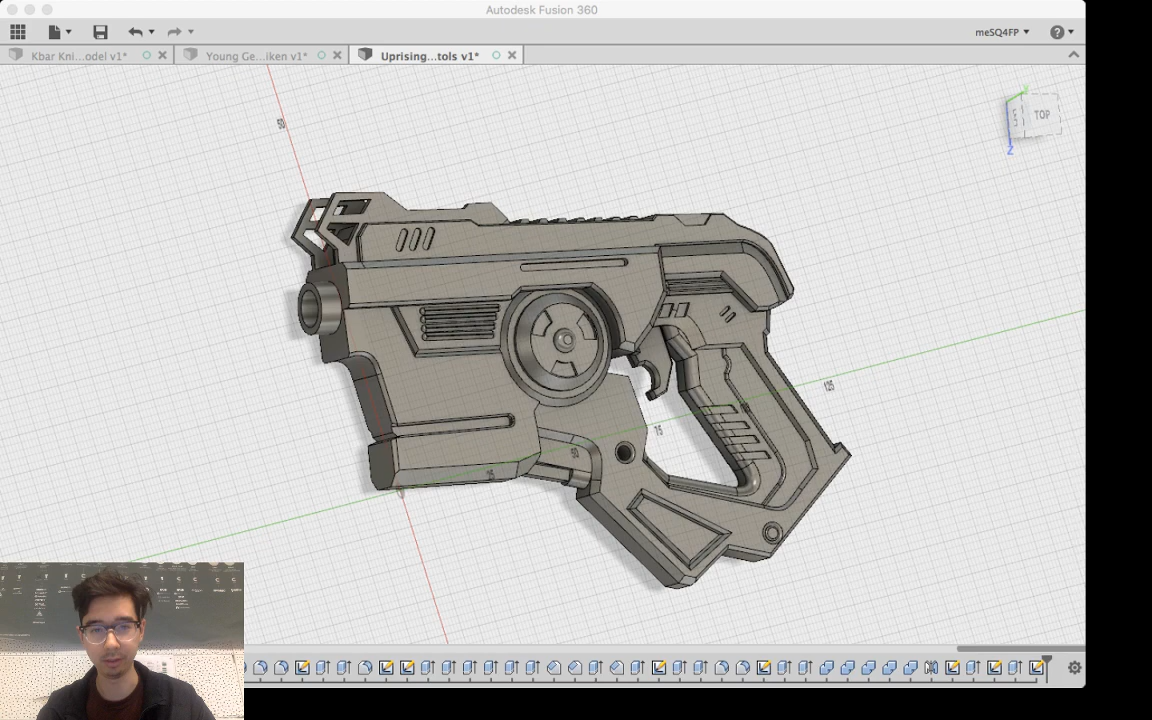 Autodesk Fusion 360
meSQ4FP
Kbar Kni...odel v1*
Young Ge...iken v1*
Uprising...tols v1*
50
TOP
Z
125
75
50
25